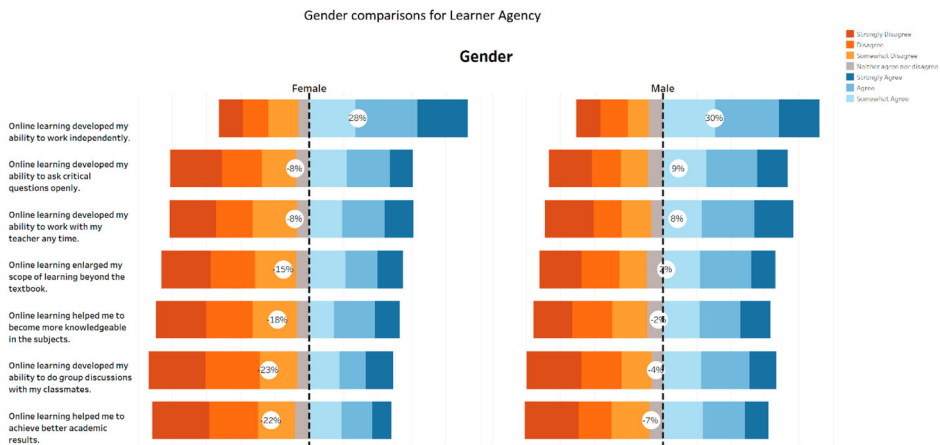 Gender comparisons for Learner Agency
Gender
Strongly Disagree
Disagree
Somewhat Disagree
Neither agree nor disagree
Strongly Agree
Agree
Somewhat Agree
Female
Male
Online learning developed my
ability to work independently.
28%
30%
Online learning developed my
ability to ask critical
questions openly.
-8%
9%
Online learning developed my
ability to work with my
teacher any time.
-8%
8%
Online learning enlarged my
scope of learning beyond the
textbook.
-15%
Online learning helped me to
become more knowledgeable
in the subjects.
-18%
-2%
Online learning developed my
ability to do group discussions
with my classmates.
-23%
-4%
Online learning helped me to
achieve better academic
results.
-22%
-7%